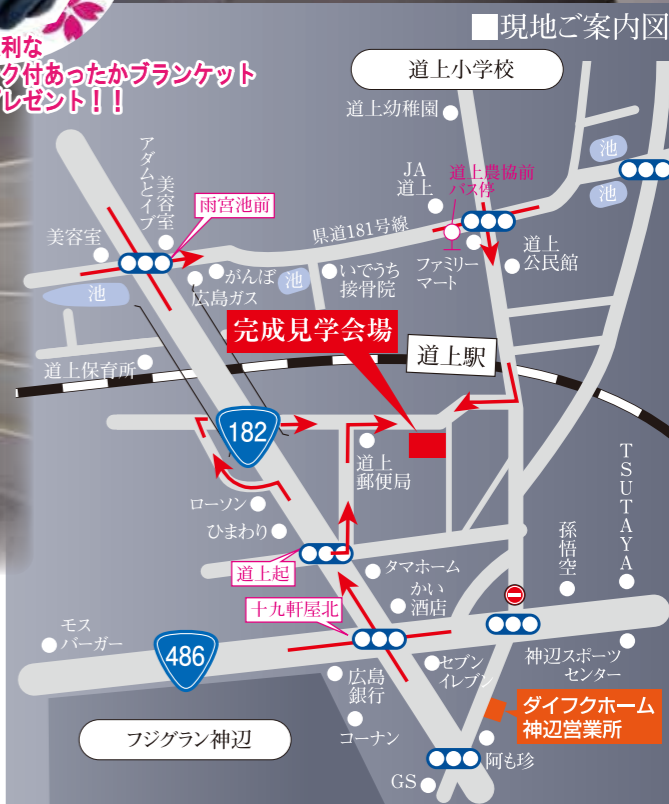 利な
ク付あったかブランケット
レゼント！！
■現地ご案内図
道上小学校
道上幼稚園
アダムとイブ
美容室
JA
道上
道上農協前
バス停
池
池
雨宮池前
美容室
県道181号線
ファミリー
マート
道上
公民館
がんぽ
広島ガス
池
いでうち
接骨院
池
完成見学会場
道上駅
道上保育所
182
道上
郵便局
ローソン
ひまわり
TSUTAYA
孫悟空
道上起
タマホーム
かい
酒店
十九軒屋北
モス
バーガー
486
広島
銀行
セブン
イレブン
神辺スポーツ
センター
ダイフクホーム
神辺営業所
フジグラン神辺
コーナン
阿も珍
GS